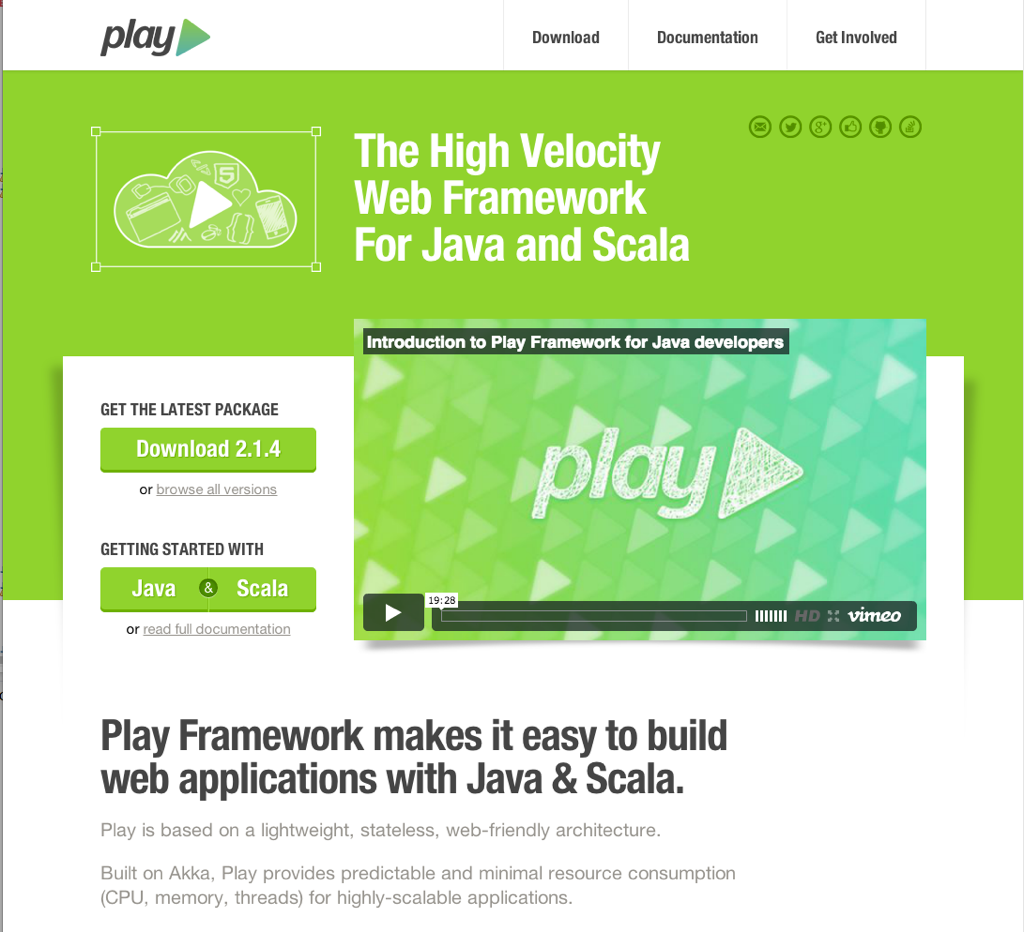 play
Download
Documentation
Get Involved
The High Velocity
Web Framework
For Java and Scala
5
g+
Introduction to Play Framework for Java developers
play
19:28
HD
vimeo
GET THE LATEST PACKAGE
Download 2.1.4
or browse all versions
GETTING STARTED WITH
Java & Scala
or read full documentation
Play Framework makes it easy to build
web applications with Java & Scala.
Play is based on a lightweight, stateless, web-friendly architecture.
Built on Akka, Play provides predictable and minimal resource consumption
(CPU, memory, threads) for highly-scalable applications.